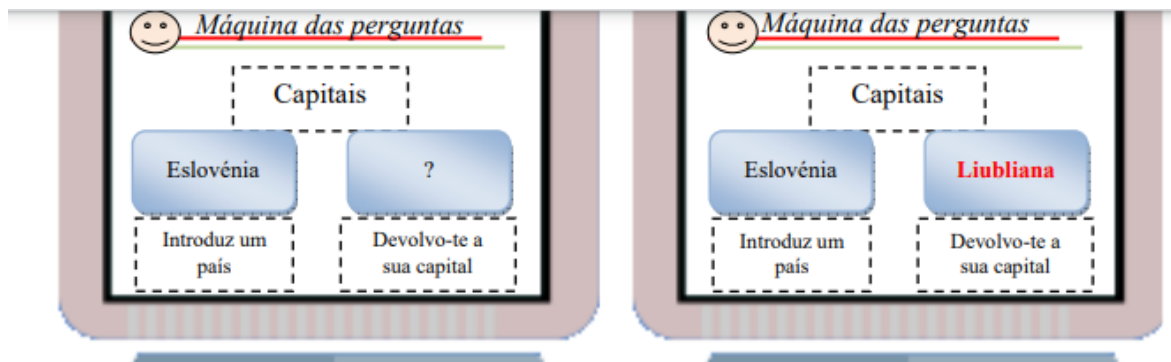 Máquina das perguntas
Capitais
Eslovénia
?
Introduz um
país
Devolvo-te a
sua capital
Máquina das perguntas
Capitais
Eslovénia
Liubliana
Introduz um
país
Devolvo-te a
sua capital